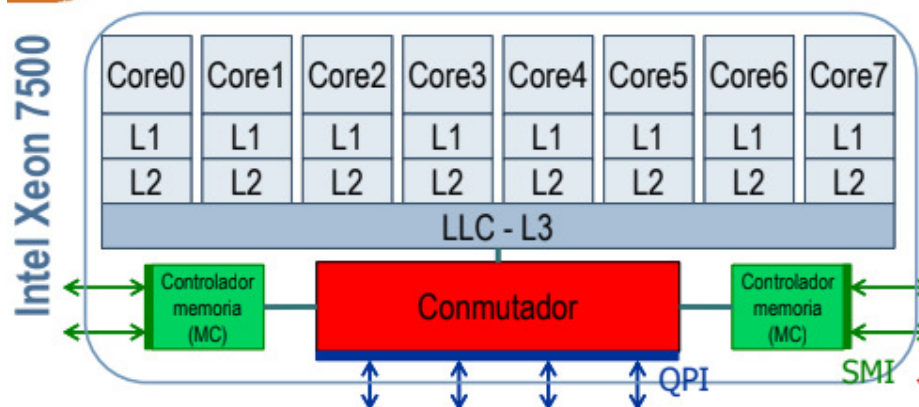 Intel Xeon 7500
Core0 Core1 Core2 Core3 Core4 Core5 Core6 Core7
L1 L1 L1 L1 L1 L1 L1 L1
L2 L2 L2 L2 L2 L2 L2 L2
LLC - L3
Controlador
memoria
(MC)
Conmutador
Controlador
memoria
(MC)
QPI
SMI